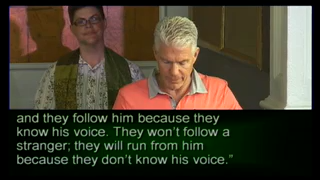 and they follow him because they
know his voice. They won't follow a
stranger; they will run from him
because they don't know his voice."